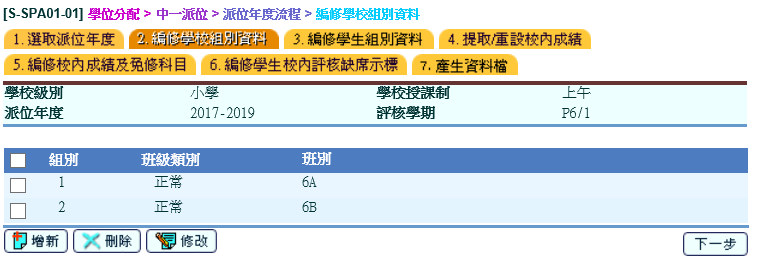 [S-SPA01-01] 學位分配 > 中一派位 > 派位年度流程 > 編修學校組別資料
1. 選取派位年度 2. 編修學校組別資料 3. 編修學生組別資料 4. 提取/重設校內成績
5. 編修校內成績及免修科目 6. 編修學生校內評核缺席示標 7. 產生資料檔
學校級別 小學 學校授課制 上午
派位年度 2017-2019 評核學期 P6/1
組別 班級類別 班別
1 正常 6A
2 正常 6B
增新 刪除 修改 下一步